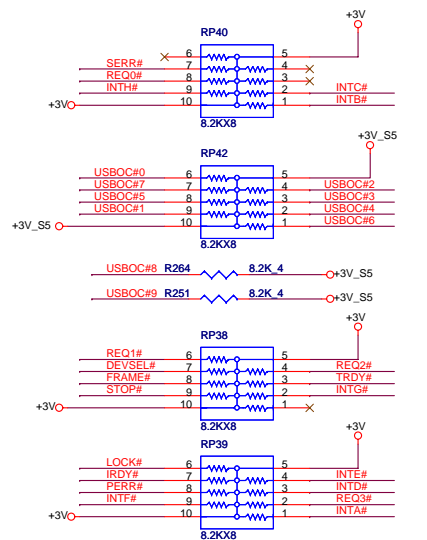 +3V
RP40
6 5
SERR# 7 4
REQ0# 8 3
INTH# 9 2 INTC#
+3V 10 1 INTB#
8.2KX8
+3V_S5
RP42
USBOC#0 6 5
USBOC#7 7 4 USBOC#2
USBOC#5 8 3 USBOC#3
USBOC#1 9 2 USBOC#4
+3V_S5 10 1 USBOC#6
8.2KX8
USBOC#8 R264 8.2K_4 +3V_S5
USBOC#9 R251 8.2K_4 +3V_S5
+3V
RP38
REQ1# 6 5
DEVSEL# 7 4 REQ2#
FRAME# 8 3 TRDY#
STOP# 9 2 INTG#
+3V 10 1
8.2KX8
+3V
RP39
LOCK# 6 5
IRDY# 7 4 INTE#
PERR# 8 3 INTD#
INTF# 9 2 REQ3#
+3V 10 1 INTA#
8.2KX8